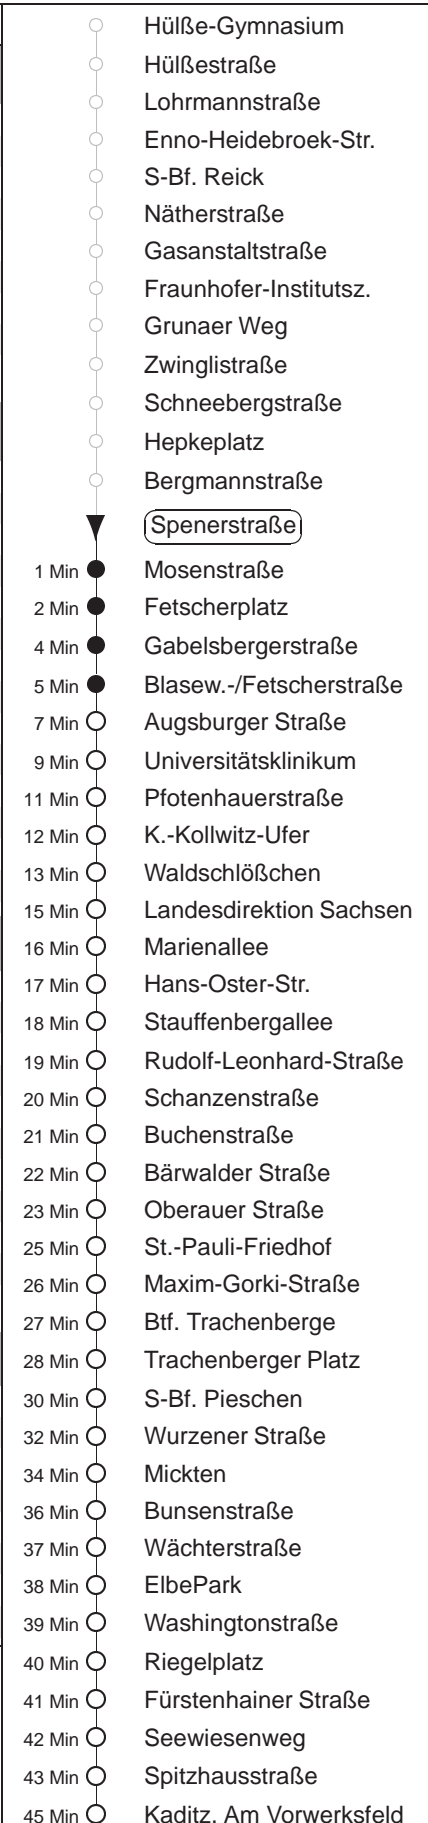 Hülße-Gymnasium
Hülßestraße
Lohrmannstraße
Enno-Heidebroek-Str.
S-Bf. Reick
Nätherstraße
Gasanstaltstraße
Fraunhofer-Institutsz.
Grunaer Weg
Zwinglistraße
Schneebergstraße
Hepkeplatz
Bergmannstraße
Spenerstraße
1 Min Mosenstraße
2 Min Fetscherplatz
4 Min Gabelsbergerstraße
5 Min Blasew.-/Fetscherstraße
7 Min Augsburger Straße
9 Min Universitätsklinikum
11 Min Pfotenhauerstraße
12 Min K.-Kollwitz-Ufer
13 Min Waldschlößchen
15 Min Landesdirektion Sachsen
16 Min Marienallee
17 Min Hans-Oster-Str.
18 Min Stauffenbergallee
19 Min Rudolf-Leonhard-Straße
20 Min Schanzenstraße
21 Min Buchenstraße
22 Min Bärwalder Straße
23 Min Oberauer Straße
25 Min St.-Pauli-Friedhof
26 Min Maxim-Gorki-Straße
27 Min Btf. Trachenberge
28 Min Trachenberger Platz
30 Min S-Bf. Pieschen
32 Min Wurzener Straße
34 Min Mickten
36 Min Bunsenstraße
37 Min Wächterstraße
38 Min ElbePark
39 Min Washingtonstraße
40 Min Riegelplatz
41 Min Fürstenhainer Straße
42 Min Seewiesenweg
43 Min Spitzhausstraße
45 Min Kaditz, Am Vorwerksfeld